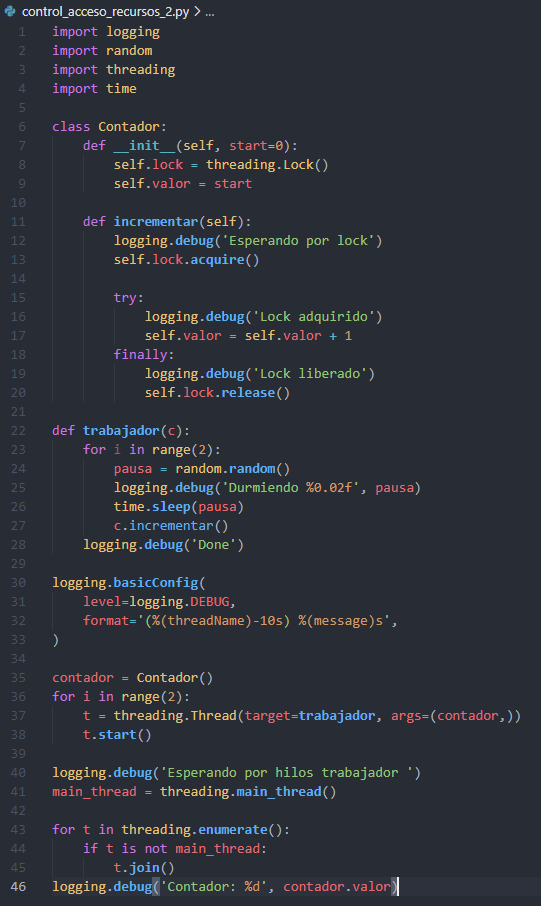 control_acceso_recursos_2.py > ...
1 import logging
2 import random
3 import threading
4 import time
5
6 class Contador:
7     def __init__(self, start=0):
8         self.lock = threading.Lock()
9         self.valor = start
10
11     def incrementar(self):
12         logging.debug('Esperando por lock')
13         self.lock.acquire()
14
15         try:
16             logging.debug('Lock adquirido')
17             self.valor = self.valor + 1
18         finally:
19             logging.debug('Lock liberado')
20             self.lock.release()
21
22 def trabajador(c):
23     for i in range(2):
24         pausa = random.random()
25         logging.debug('Durmiendo %0.02f', pausa)
26         time.sleep(pausa)
27         c.incrementar()
28     logging.debug('Done')
29
30 logging.basicConfig(
31     level=logging.DEBUG,
32     format='(%(threadName)-10s) %(message)s',
33 )
34
35 contador = Contador()
36 for i in range(2):
37     t = threading.Thread(target=trabajador, args=(contador,))
38     t.start()
39
40 logging.debug('Esperando por hilos trabajador ')
41 main_thread = threading.main_thread()
42
43 for t in threading.enumerate():
44     if t is not main_thread:
45         t.join()
46 logging.debug('Contador: %d', contador.valor)